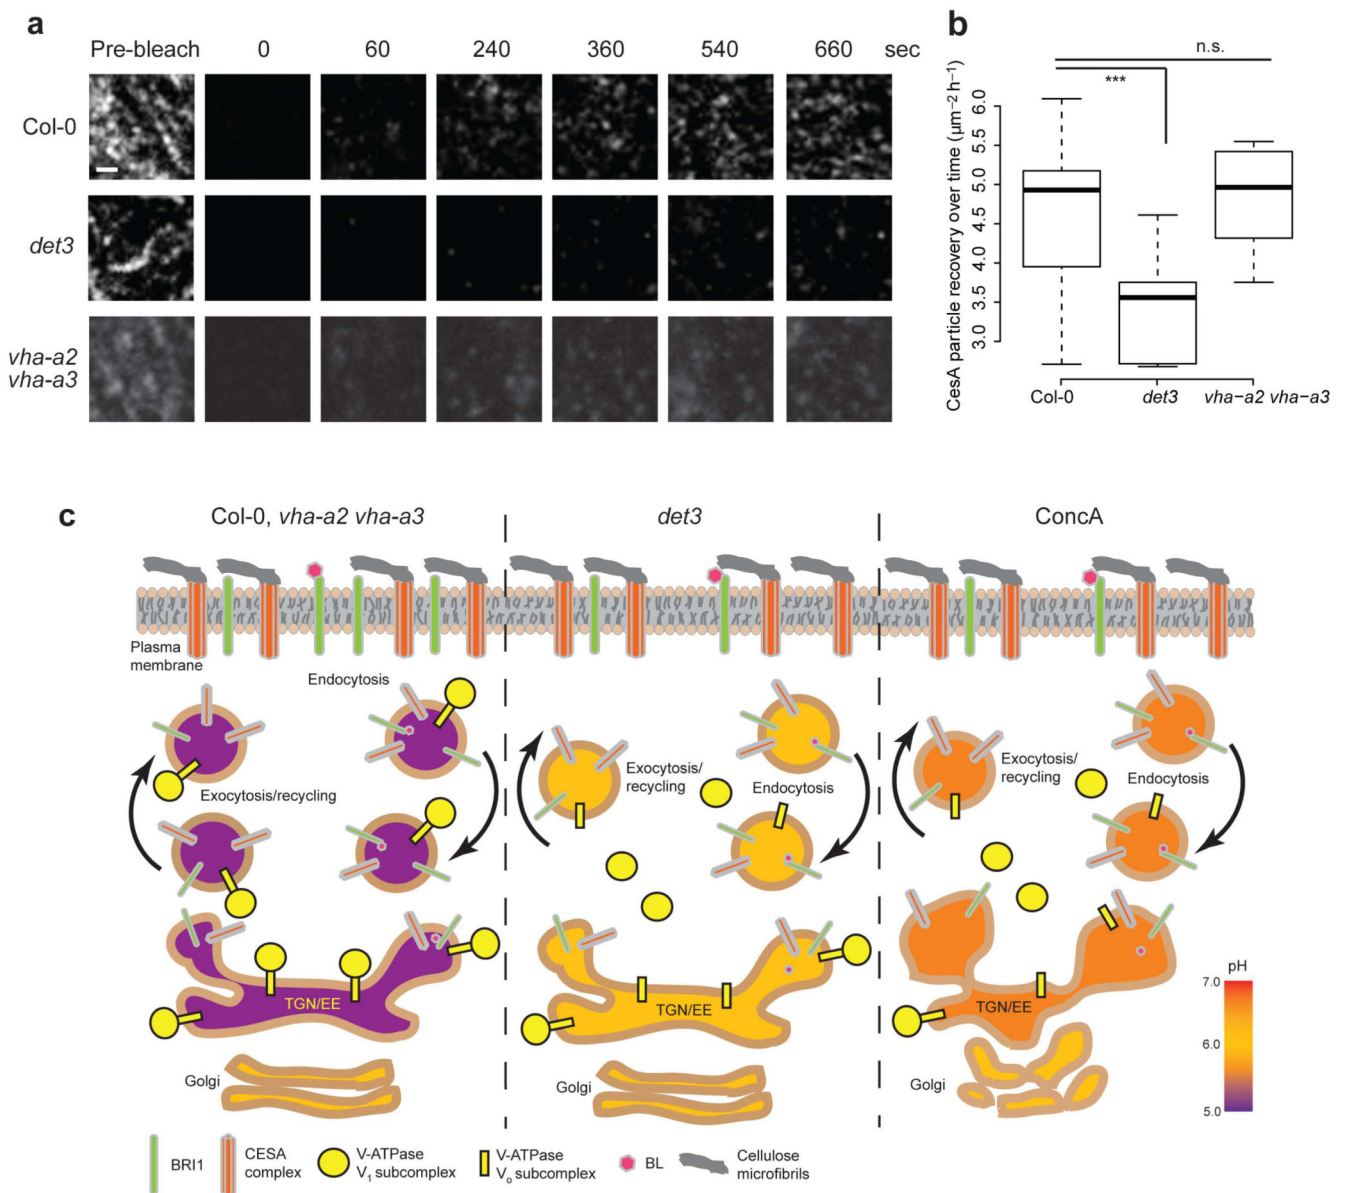 a
Pre-bleach 0 60 240 360 540 660 sec
Col-0
det3
vha-a2
vha-a3
b
n.s.
***
CesA particle recovery over time (µm⁻² h⁻¹)
6.0
5.5
5.0
4.5
4.0
3.5
3.0
Col-0 det3 vha-a2 vha-a3
c
Col-0, vha-a2 vha-a3
det3
ConcA
Plasma
membrane
Endocytosis
Exocytosis/recycling
TGN/EE
Golgi
Exocytosis/
recycling
Endocytosis
TGN/EE
Golgi
Exocytosis/
recycling
Endocytosis
TGN/EE
Golgi
pH
7.0
6.0
5.0
BRI1
CESA
complex
V-ATPase
V₁ subcomplex
V-ATPase
Vₒ subcomplex
BL
Cellulose
microfibrils